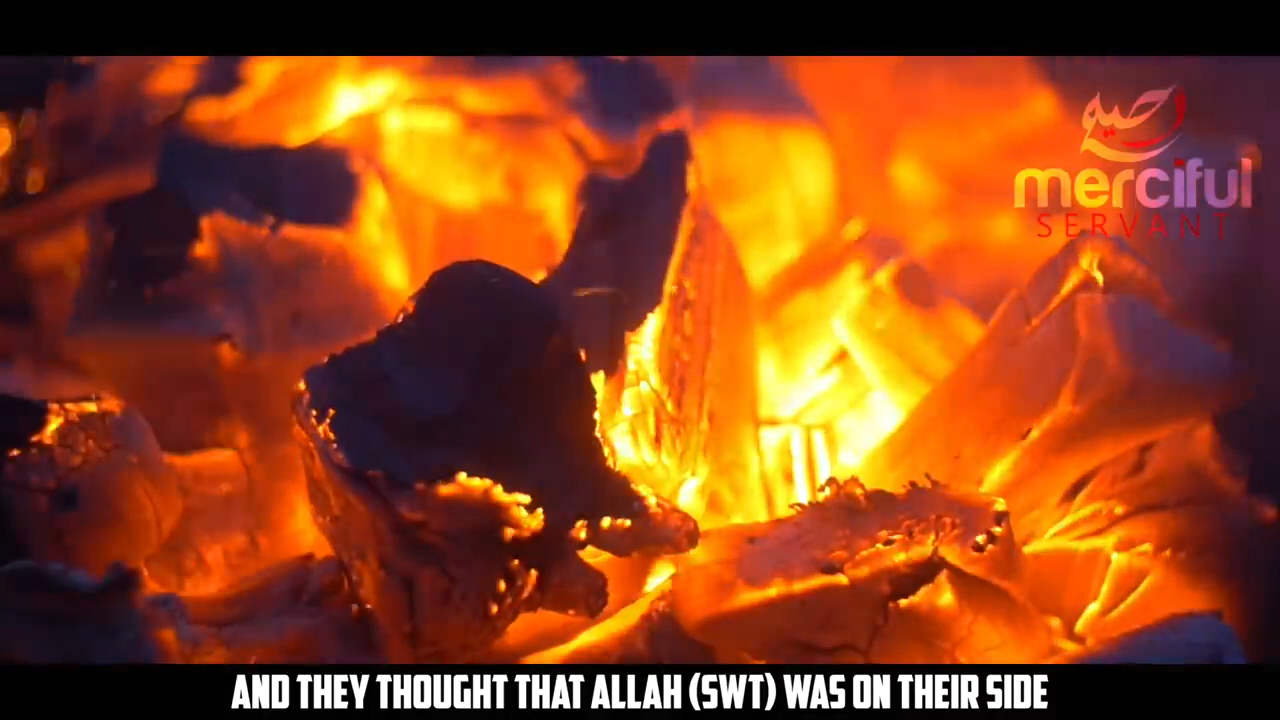 merciful
SERVANT
AND THEY THOUGHT THAT ALLAH (SWT) WAS ON THEIR SIDE